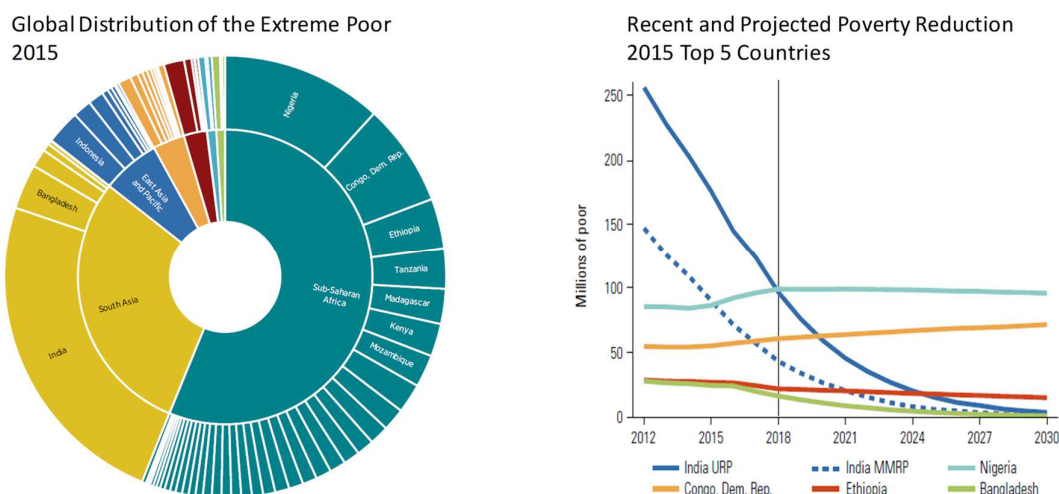 Global Distribution of the Extreme Poor
2015
Nigeria
Congo, Dem. Rep.
Ethiopia
Tanzania
Madagascar
Kenya
Mozambique
Sub-Saharan
Africa
South Asia
India
Bangladesh
East Asia
and Pacific
Indonesia
Recent and Projected Poverty Reduction
2015 Top 5 Countries
Millions of poor
250
200
150
100
50
0
2012
2015
2018
2021
2024
2027
2030
India URP
India MMRP
Nigeria
Congo, Dem. Rep.
Ethiopia
Bangladesh